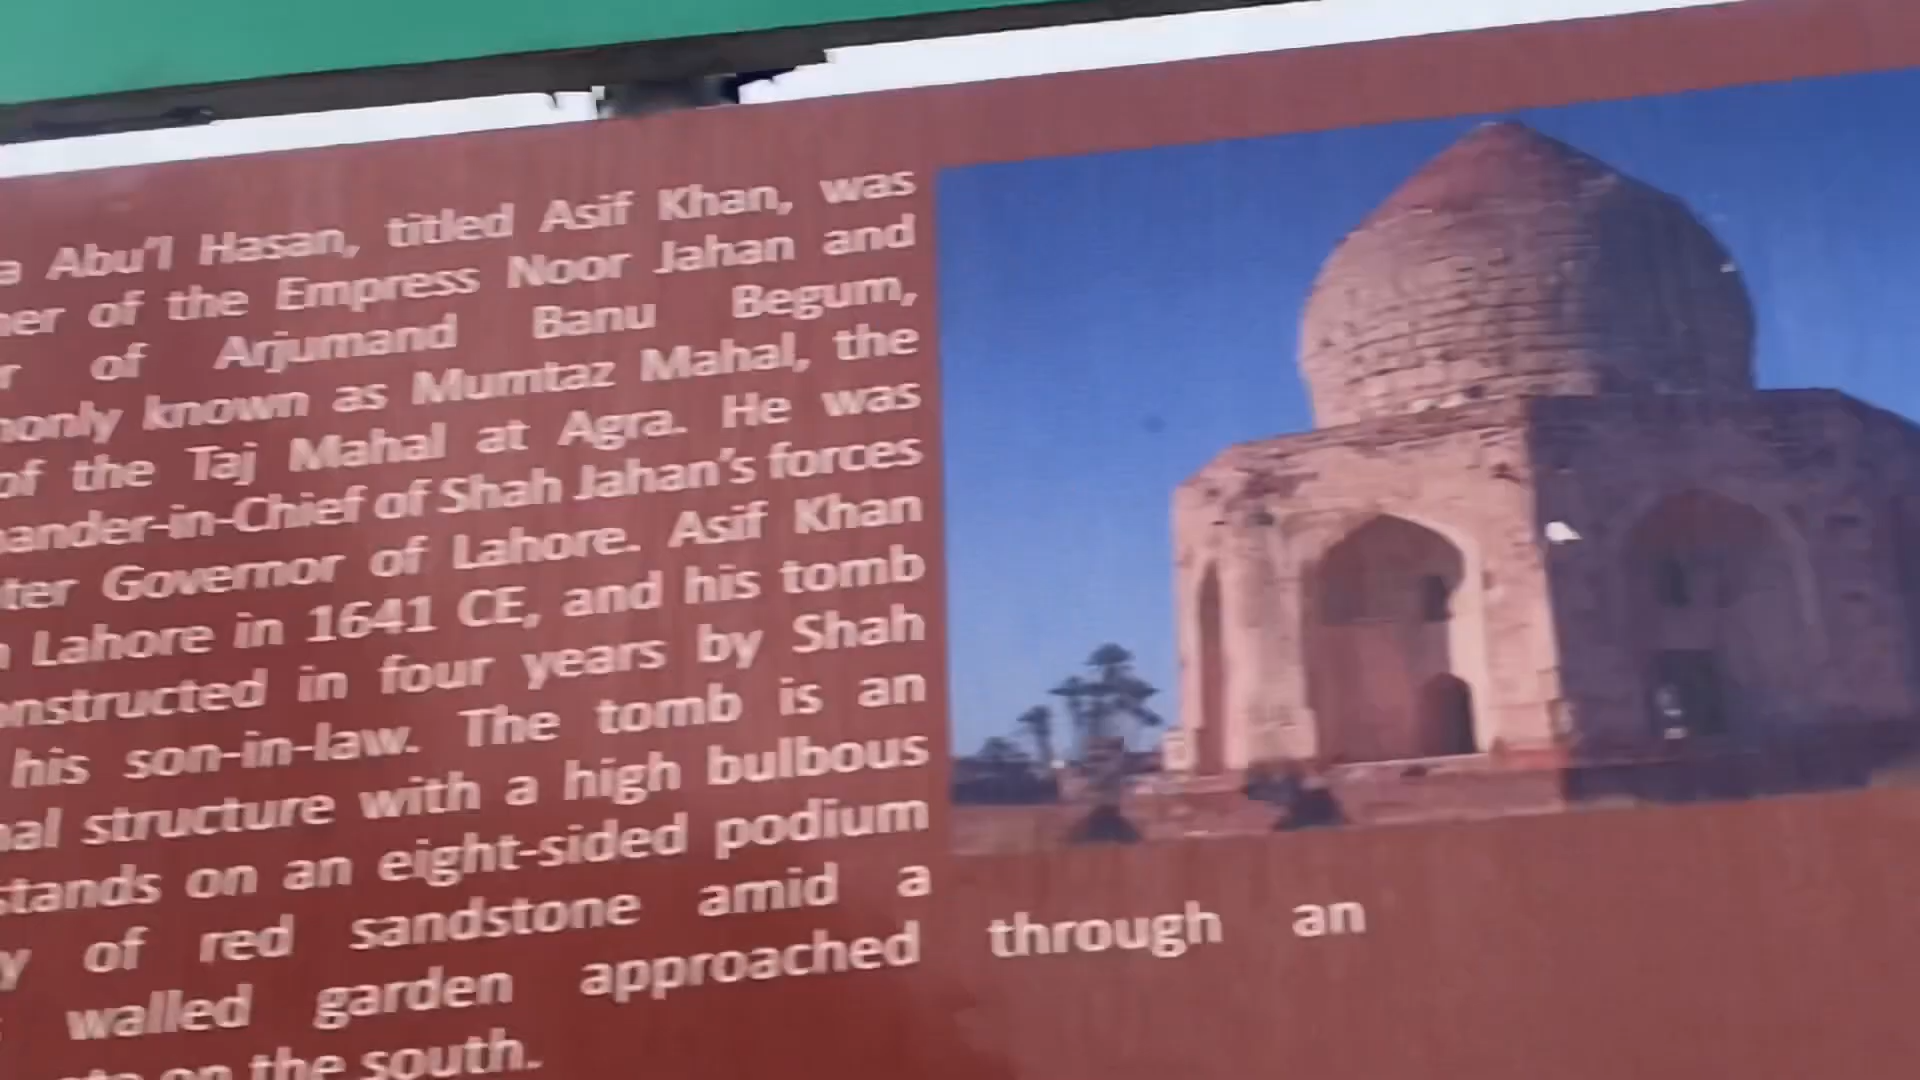 a Abu'l Hasan, titled Asif Khan, was
of the Empress Noor Jahan and
of Arjumand Banu Begum,
known as Mumtaz Mahal, the
of the Taj Mahal at Agra. He was
ander-in-Chief of Shah Jahan's forces
ter Governor of Lahore. Asif Khan
Lahore in 1641 CE, and his tomb
onstructed in four years by Shah
his son-in-law. The tomb is an
structure with a high bulbous
stands on an eight-sided podium
of red sandstone amid a
walled garden approached through an
on the south.